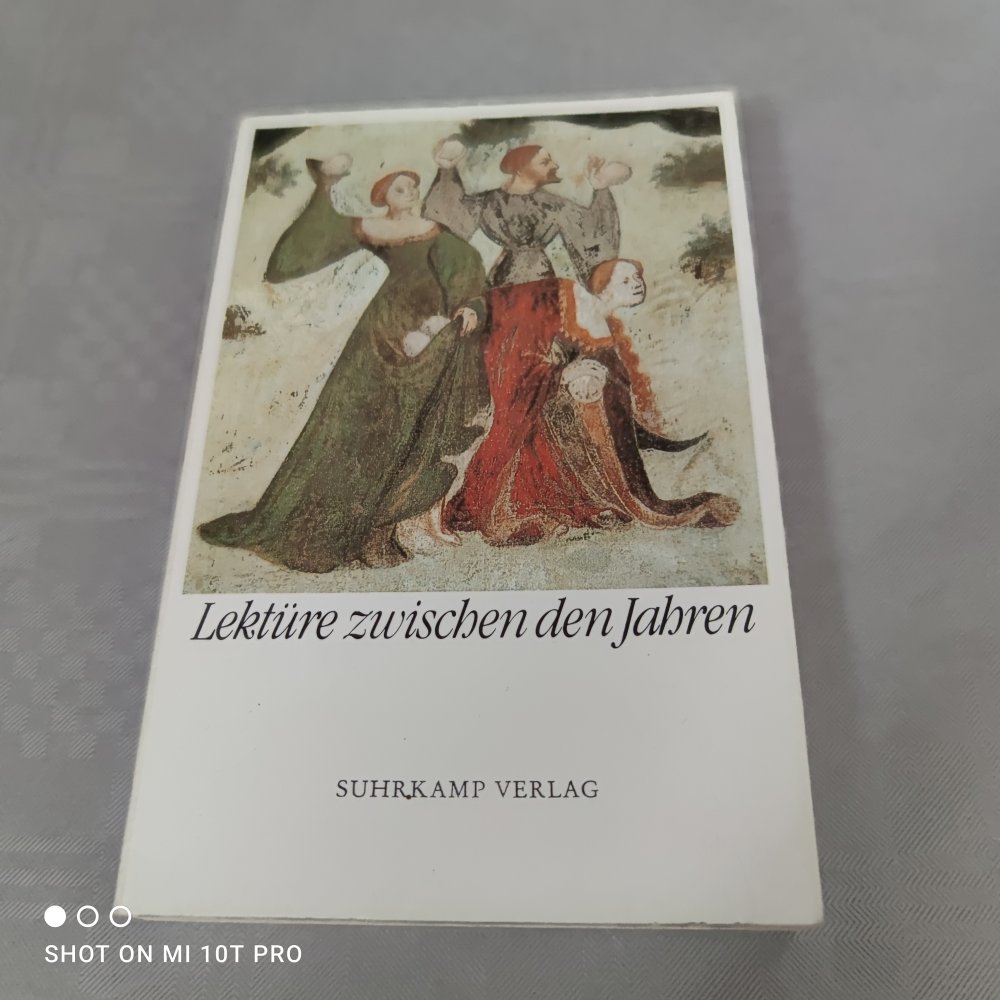 Lektüre zwischen den Jahren
SUHRKAMP VERLAG
SHOT ON MI 10T PRO